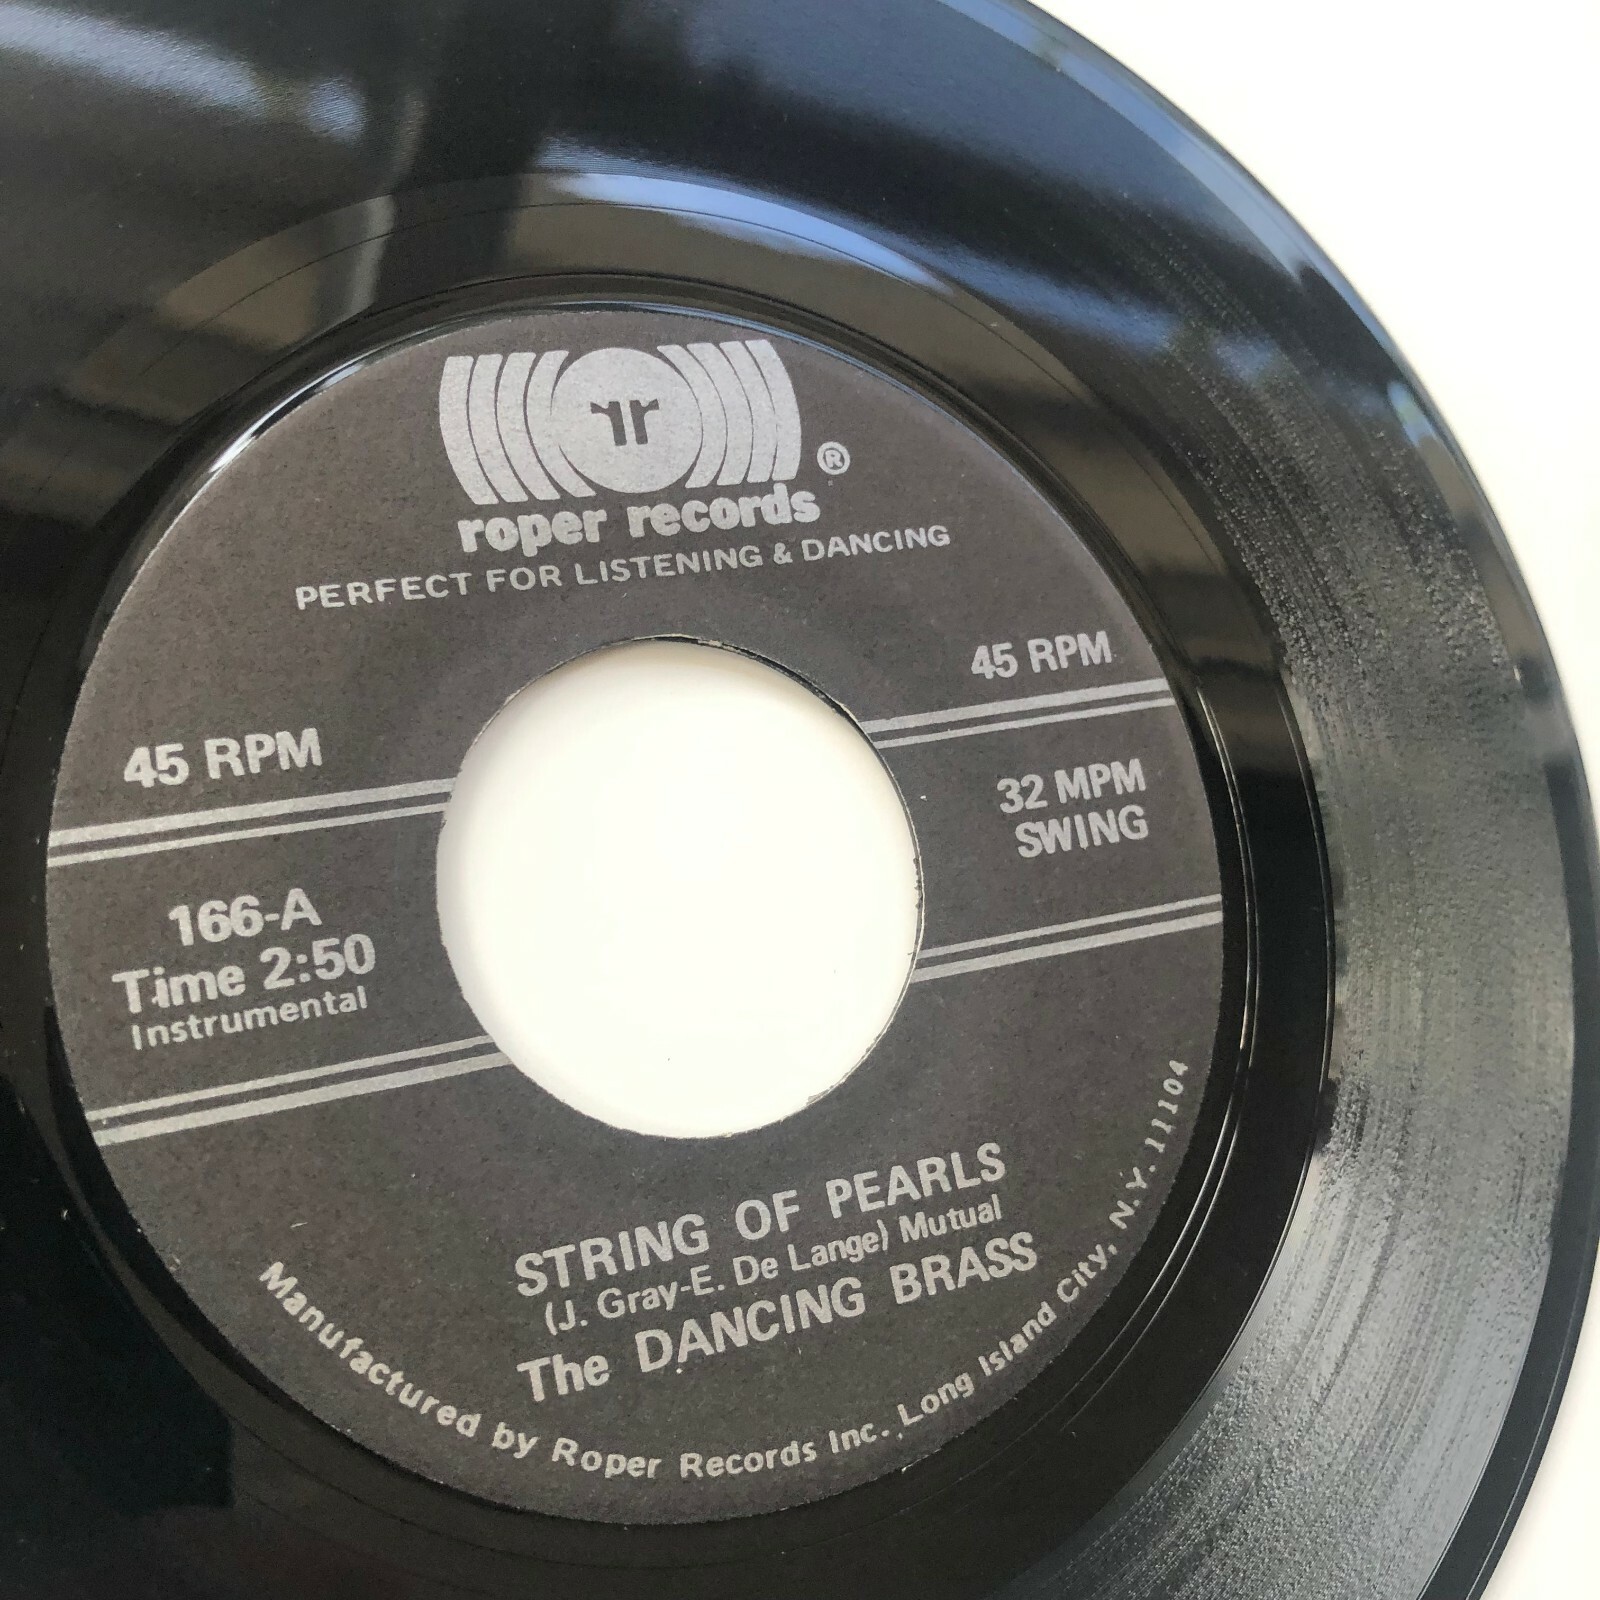 rr
roper records ®
PERFECT FOR LISTENING & DANCING
45 RPM
45 RPM
166-A
Time 2:50
Instrumental
32 MPM
SWING
STRING OF PEARLS
(J. Gray-E. De Lange) Mutual
The DANCING BRASS
Manufactured by Roper Records Inc., Long Island City, N.Y. 11104